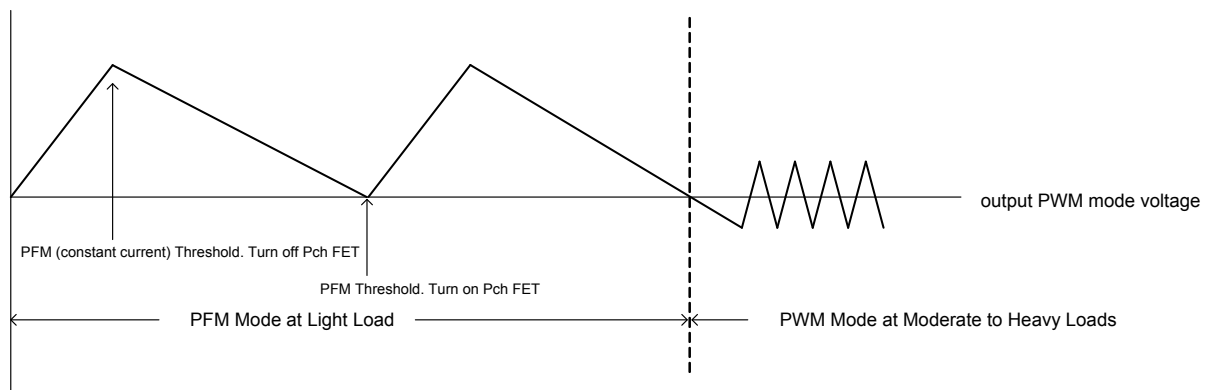 output PWM mode voltage
PFM (constant current) Threshold. Turn off Pch FET
PFM Threshold. Turn on Pch FET
PFM Mode at Light Load
PWM Mode at Moderate to Heavy Loads